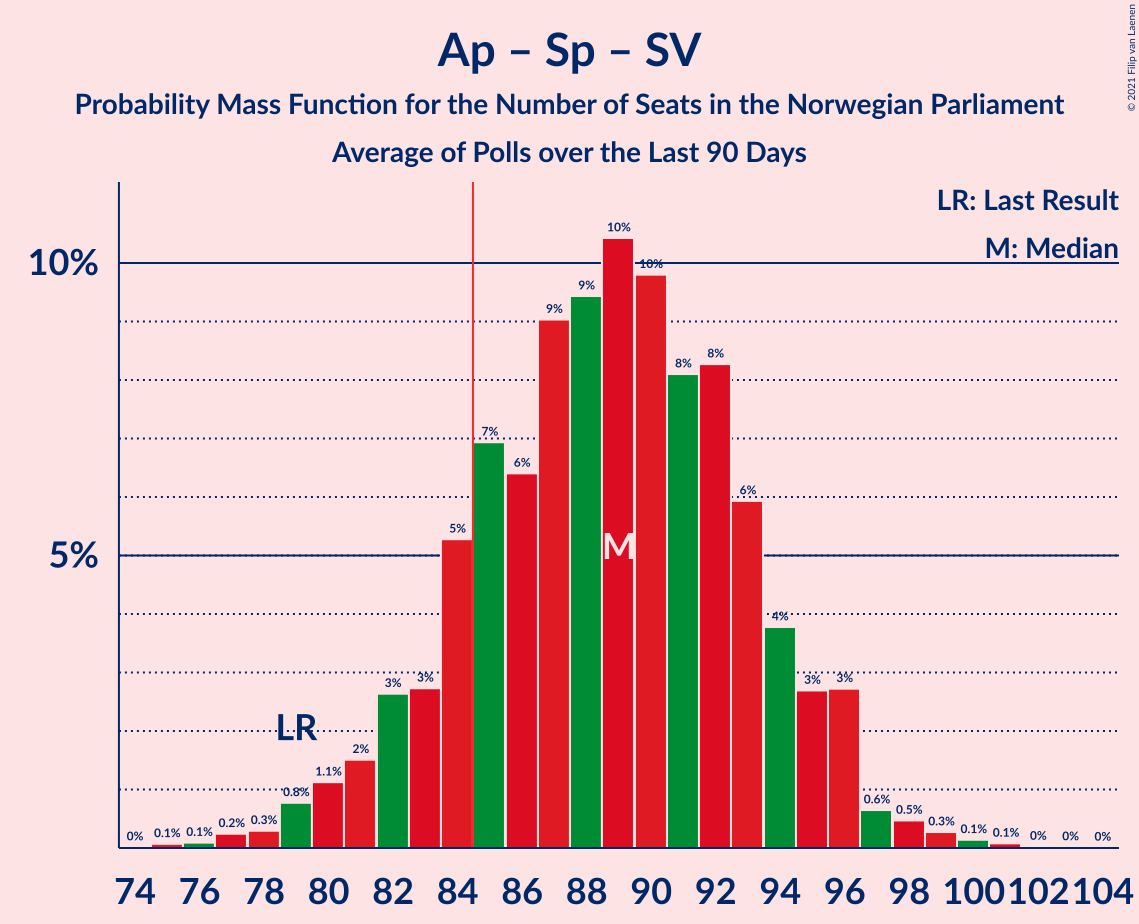 Ap – Sp – SV
Probability Mass Function for the Number of Seats in the Norwegian Parliament
Average of Polls over the Last 90 Days
© 2021 Filip van Laenen
LR: Last Result
M: Median
10%
5%
LR
M
0% 0.1% 0.1% 0.2% 0.3% 0.8% 1.1% 2% 3% 3% 5% 7% 6% 9% 9% 10% 10% 8% 8% 6% 4% 3% 3% 0.6% 0.5% 0.3% 0.1% 0.1% 0% 0% 0%
74 76 78 80 82 84 86 88 90 92 94 96 98 100 102 104